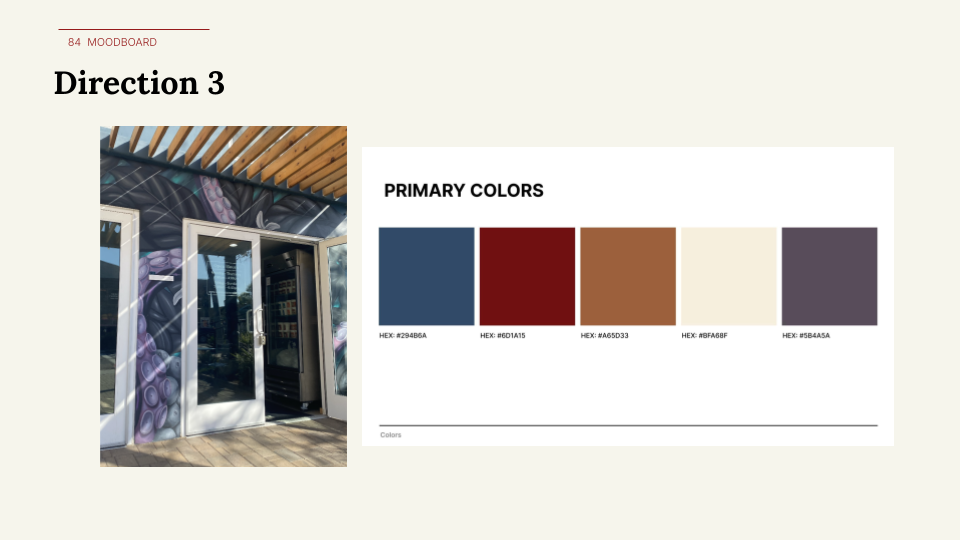 84 MOODBOARD
Direction 3
PRIMARY COLORS
HEX: #294B6A
HEX: #6D1A15
HEX: #A65D33
HEX: #BFA68F
HEX: #5B4A5A
Colors